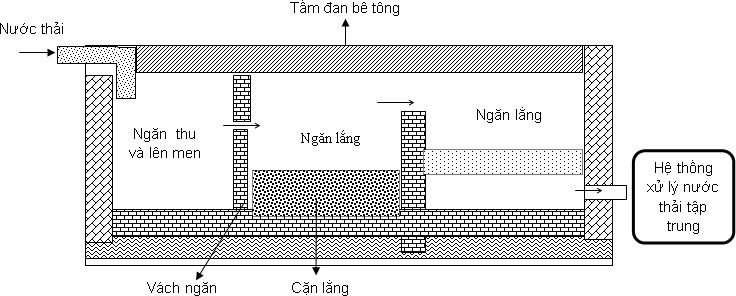 Tấm đan bê tông
Nước thải
Ngăn thu
và lên men
Ngăn lắng
Ngăn lắng
Hệ thống
xử lý nước
thải tập
trung
Vách ngăn
Cặn lắng